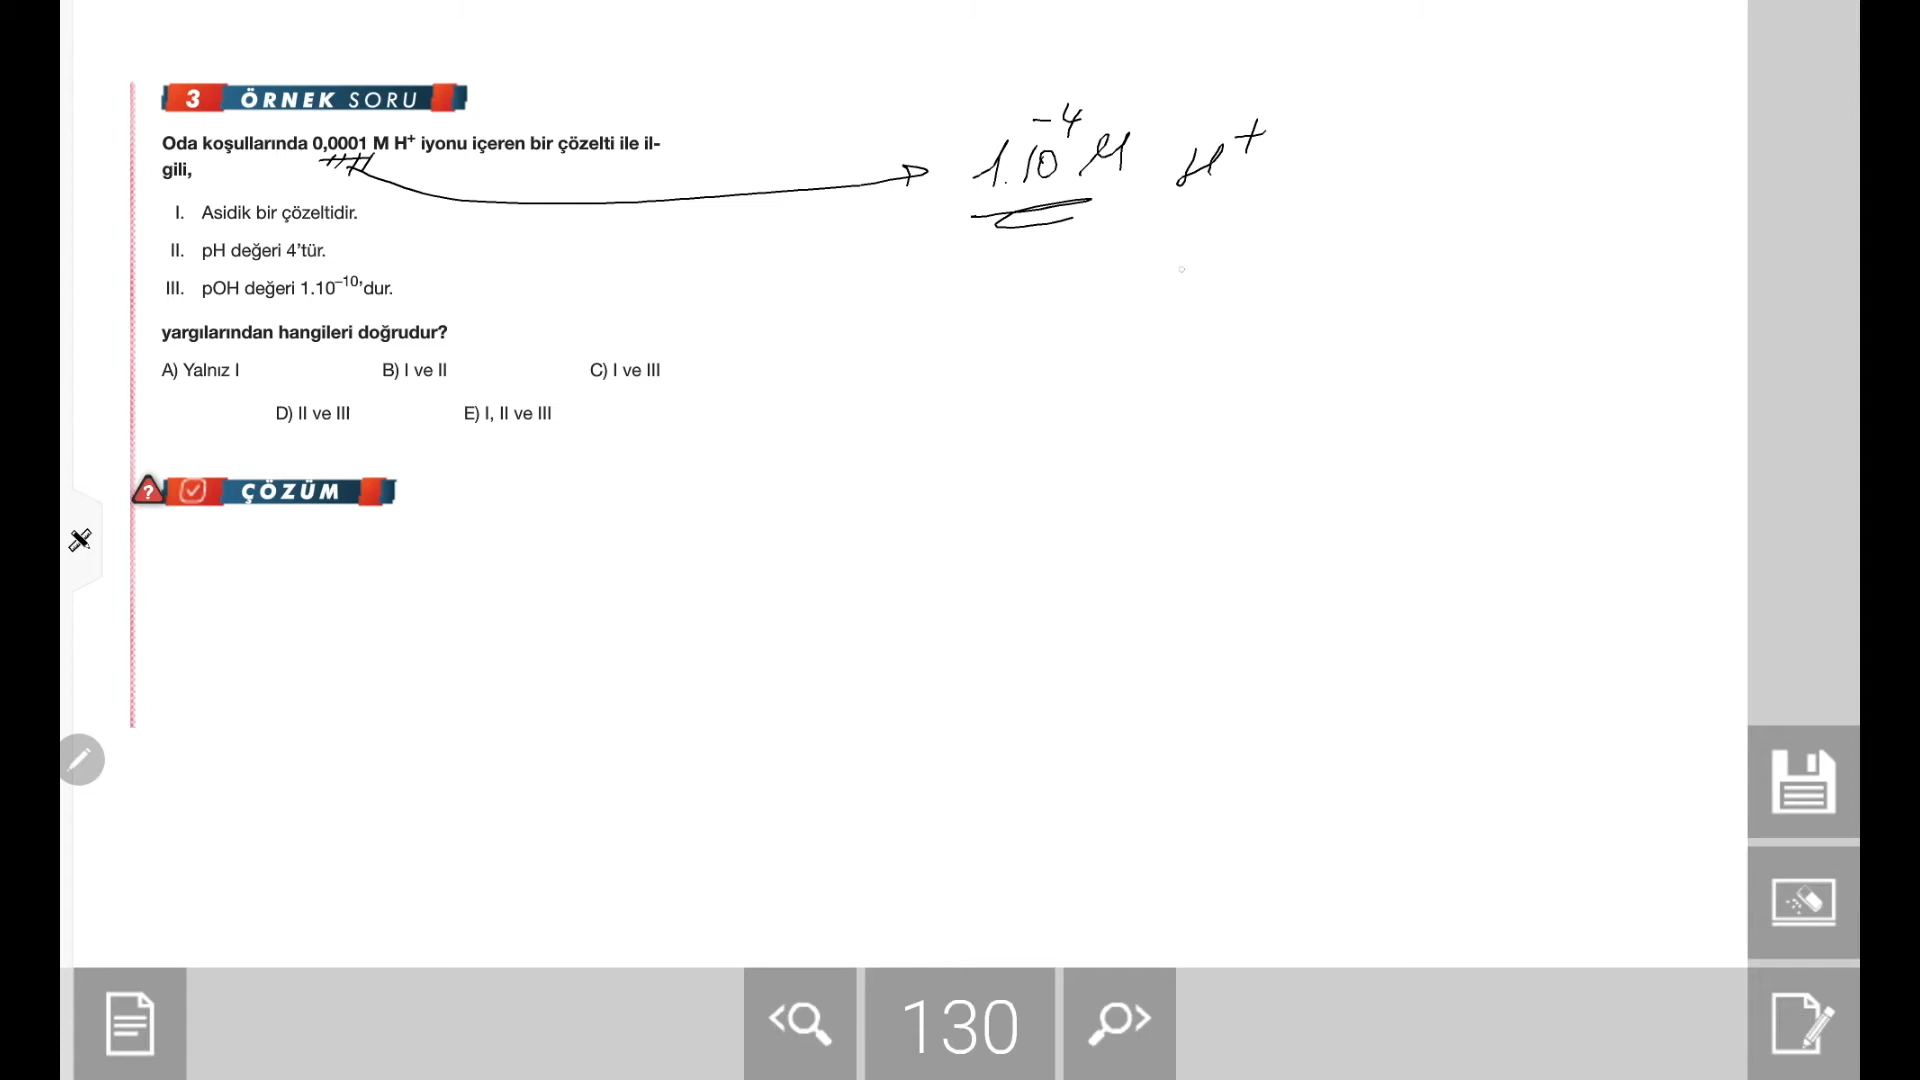 3 ÖRNEK SORU
Oda koşullarında 0,0001 M H⁺ iyonu içeren bir çözelti ile il-
gili,
I. Asidik bir çözeltidir.
II. pH değeri 4'tür.
III. pOH değeri 1.10⁻¹⁰'dur.
yargılarından hangileri doğrudur?
A) Yalnız I B) I ve II C) I ve III
D) II ve III E) I, II ve III
? ÇÖZÜM
1.10⁻⁴ M H⁺
130